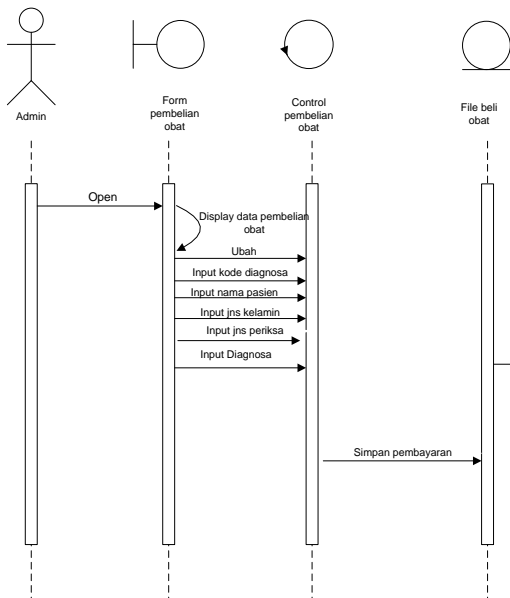 Admin
Form
pembelian
obat
Control
pembelian
obat
File beli
obat
Open
Display data pembelian
obat
Ubah
Input kode diagnosa
Input nama pasien
Input jns kelamin
Input jns periksa
Input Diagnosa
Simpan pembayaran